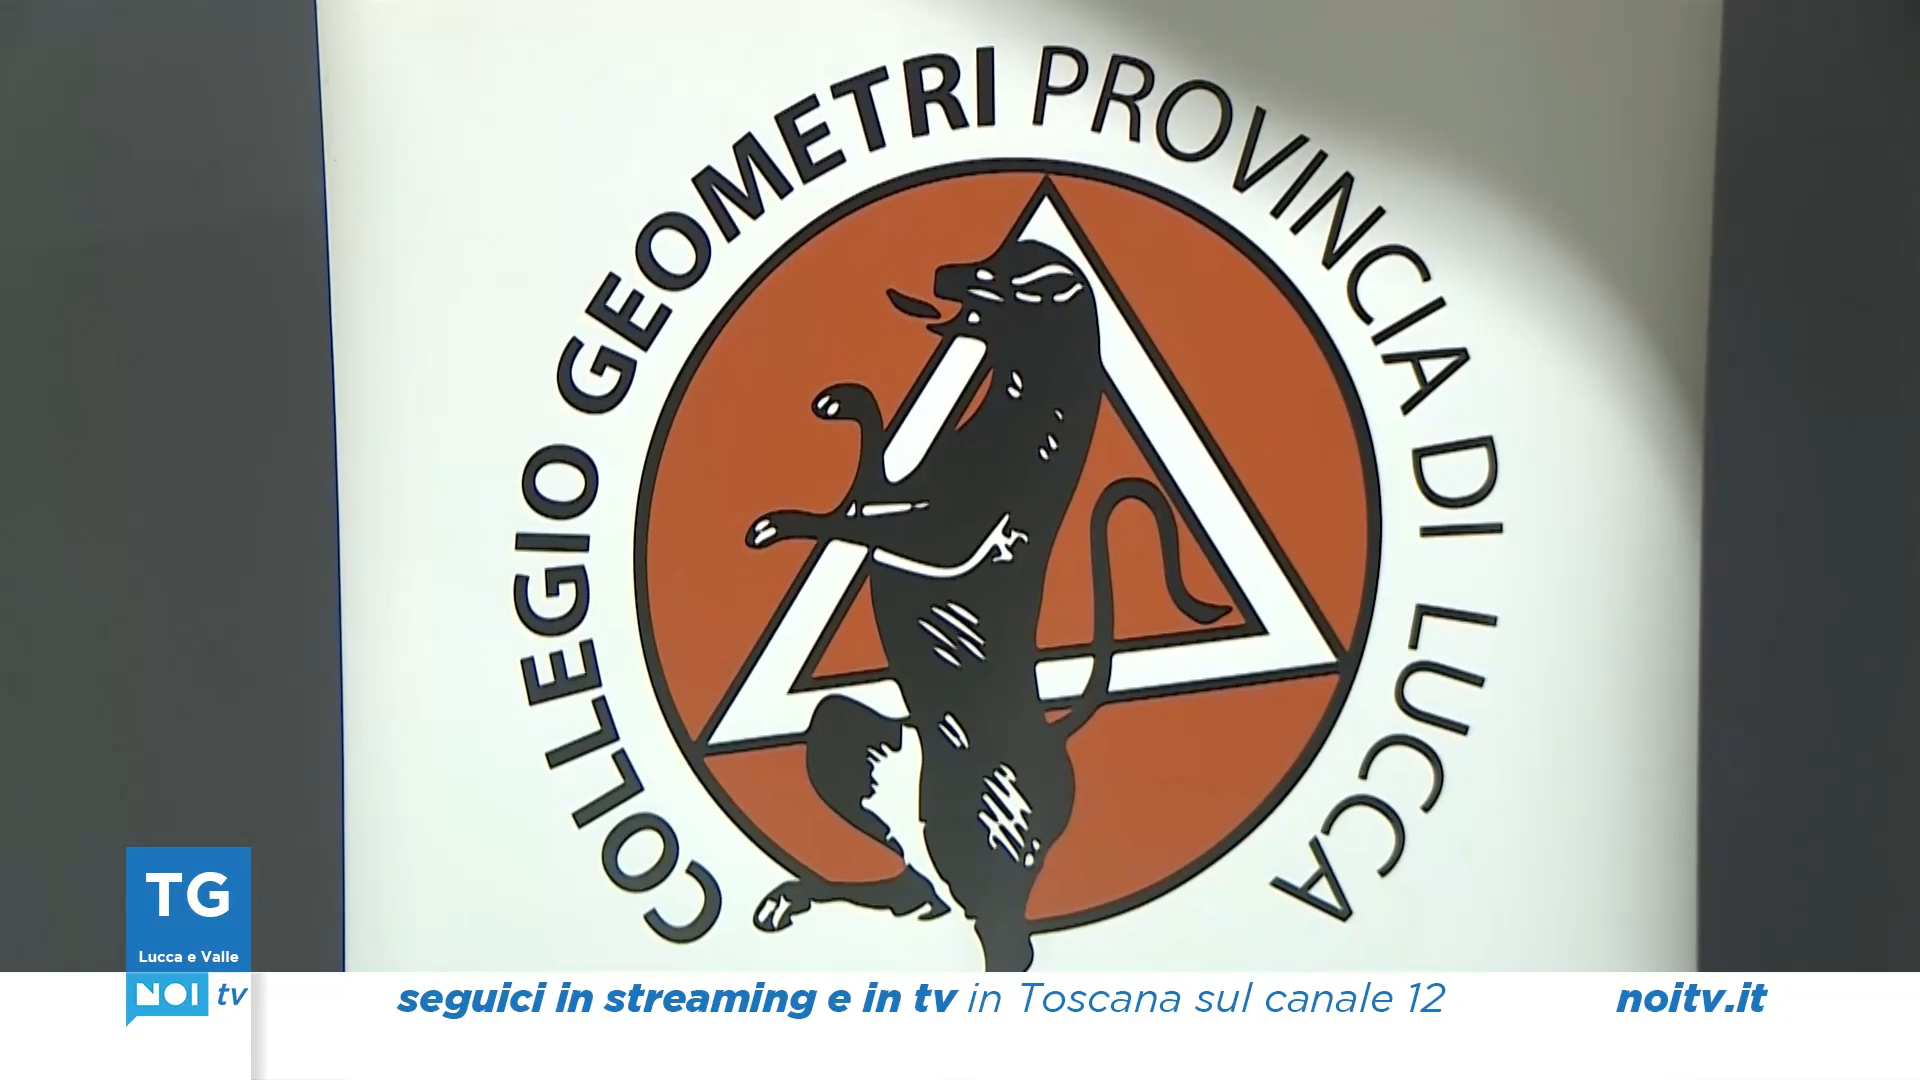 COLLEGIO GEOMETRI PROVINCIA DI LUCCA
TG
Lucca e Valle
NOI tv
seguici in streaming e in tv in Toscana sul canale 12
noitv.it